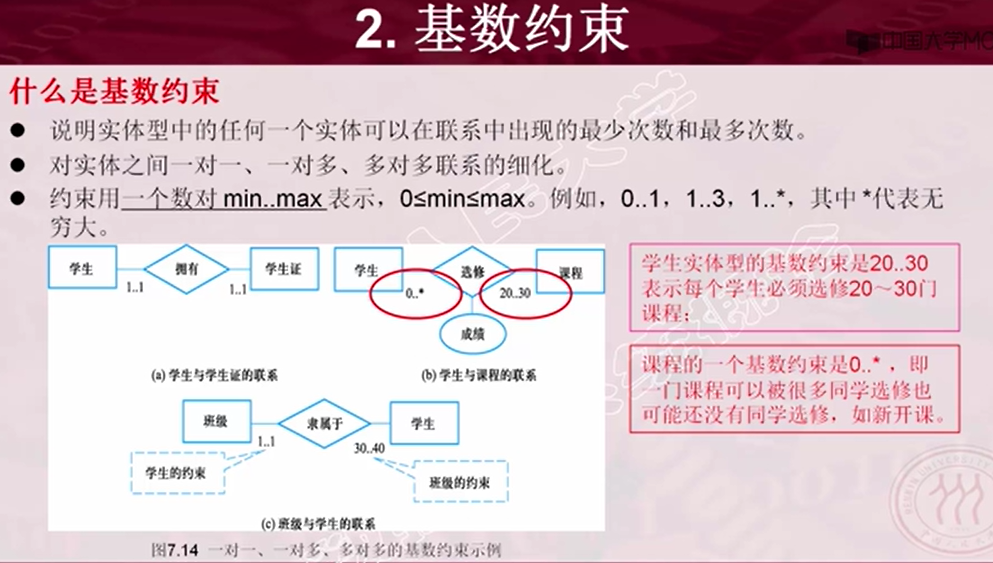 2. 基数约束
中国大学MO
什么是基数约束
● 说明实体型中的任何一个实体可以在联系中出现的最少次数和最多次数。
● 对实体之间一对一、一对多、多对多联系的细化。
● 约束用一个数对 min..max 表示，0≤min≤max。例如，0..1，1..3，1..*，其中 *代表无
穷大。
学生 拥有 学生证
1..1 1..1
学生 选修 课程
0..* 20..30
成绩
(a) 学生与学生证的联系
(b) 学生与课程的联系
班级 隶属于 学生
1..1 30..40
学生的约束
班级的约束
(c) 班级与学生的联系
图7.14 一对一、一对多、多对多的基数约束示例
学生实体型的基数约束是20..30
表示每个学生必须选修20～30门
课程；
课程的一个基数约束是0..* ，即
一门课程可以被很多同学选修也
可能还没有同学选修，如新开课。